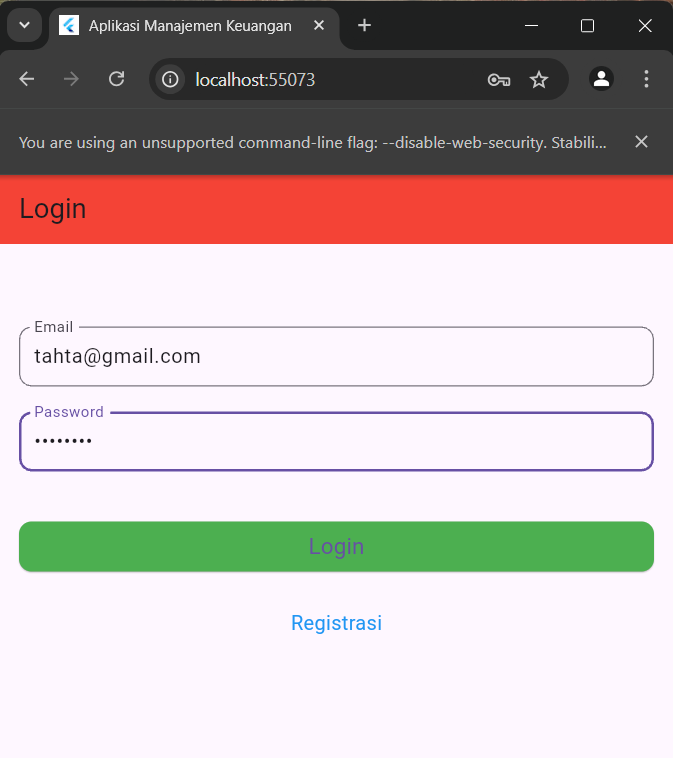 Aplikasi Manajemen Keuangan
localhost:55073
You are using an unsupported command-line flag: --disable-web-security. Stabili...
Login
Email
tahta@gmail.com
Password
••••••••
Login
Registrasi